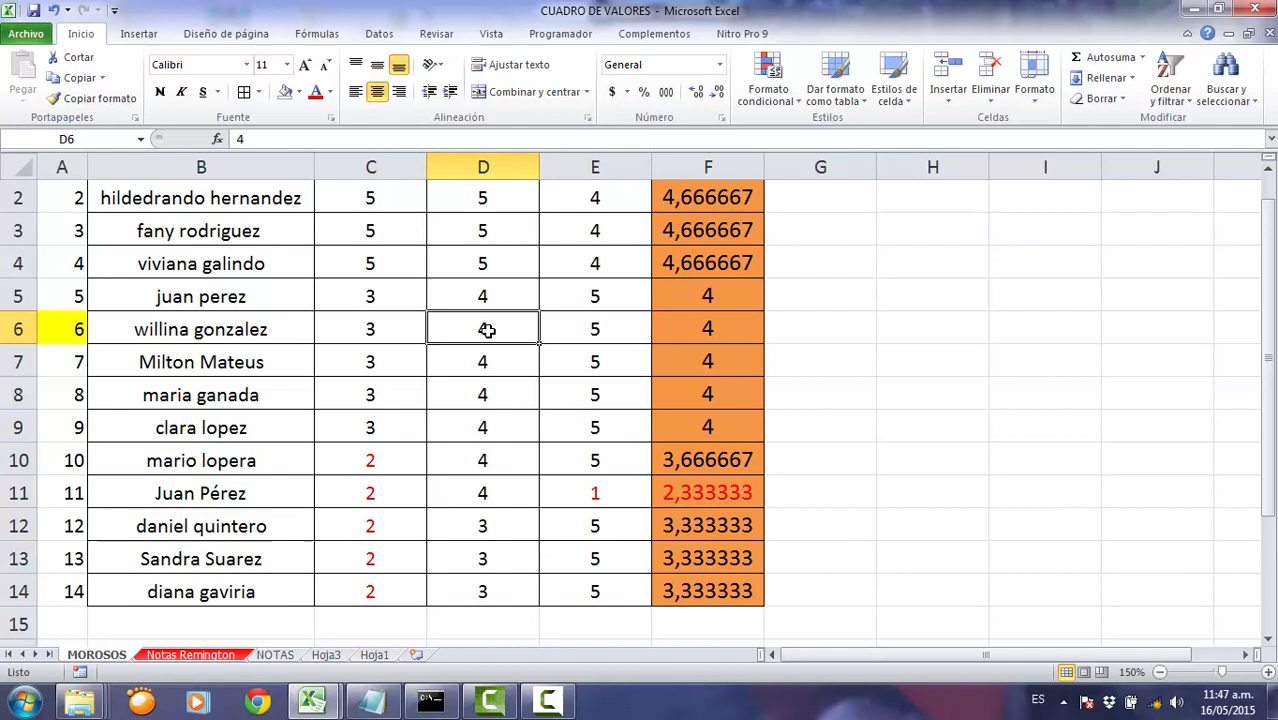 CUADRO DE VALORES - Microsoft Excel
Archivo Inicio Insertar Diseño de página Fórmulas Datos Revisar Vista Programador Complementos Nitro Pro 9
Pegar
Cortar
Copiar
Copiar formato
Portapapeles
Calibri 11
N K S
Fuente
Ajustar texto
Combinar y centrar
Alineación
General
$ % 000
Número
Formato condicional
Dar formato como tabla
Estilos de celda
Estilos
Insertar Eliminar Formato
Celdas
Autosuma
Rellenar
Borrar
Ordenar y filtrar
Buscar y seleccionar
Modificar
D6 fx 4
A B C D E F G H I J
2 2 hildedrando hernandez 5 5 4 4,666667
3 3 fany rodriguez 5 5 4 4,666667
4 4 viviana galindo 5 5 4 4,666667
5 5 juan perez 3 4 5 4
6 6 willina gonzalez 3 4 5 4
7 7 Milton Mateus 3 4 5 4
8 8 maria ganada 3 4 5 4
9 9 clara lopez 3 4 5 4
10 10 mario lopera 2 4 5 3,666667
11 11 Juan Pérez 2 4 1 2,333333
12 12 daniel quintero 2 3 5 3,333333
13 13 Sandra Suarez 2 3 5 3,333333
14 14 diana gaviria 2 3 5 3,333333
15
MOROSOS Notas Remington NOTAS Hoja3 Hoja1
Listo 150%
ES 11:47 a.m.
16/05/2015